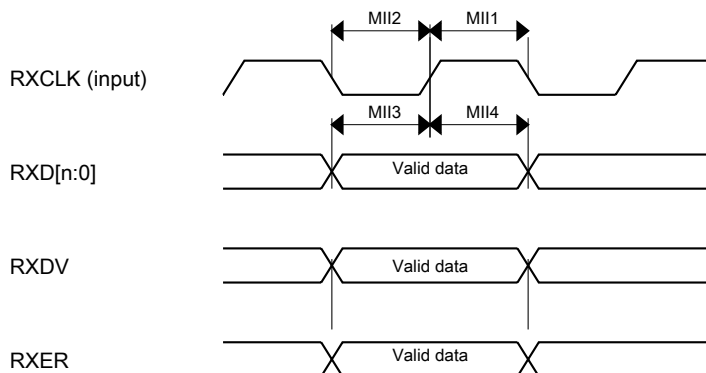 MII2 MII1
RXCLK (input)
MII3 MII4
RXD[n:0] Valid data
RXDV Valid data
RXER Valid data